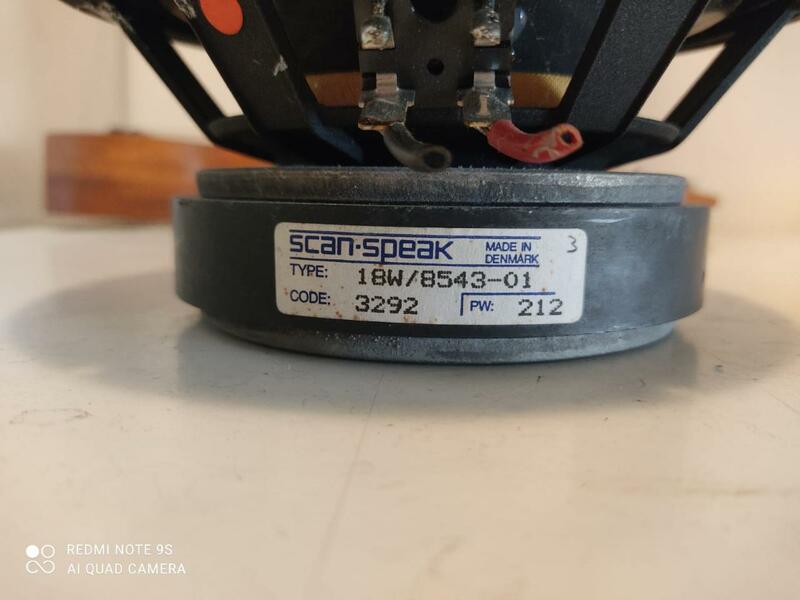 scan-speak
MADE IN
DENMARK
3
TYPE: 18W/8543-01
CODE: 3292
PW: 212
REDMI NOTE 9S
AI QUAD CAMERA